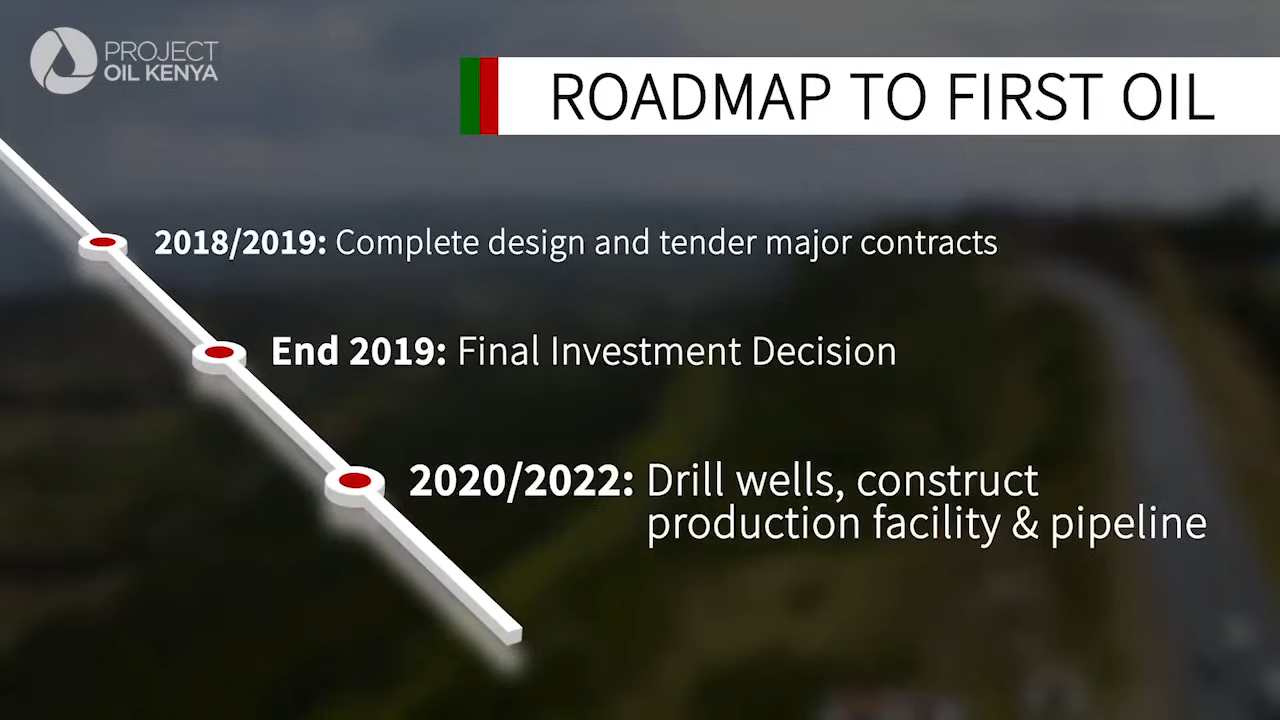 PROJECT
OIL KENYA
ROADMAP TO FIRST OIL
2018/2019: Complete design and tender major contracts
End 2019: Final Investment Decision
2020/2022: Drill wells, construct
production facility & pipeline